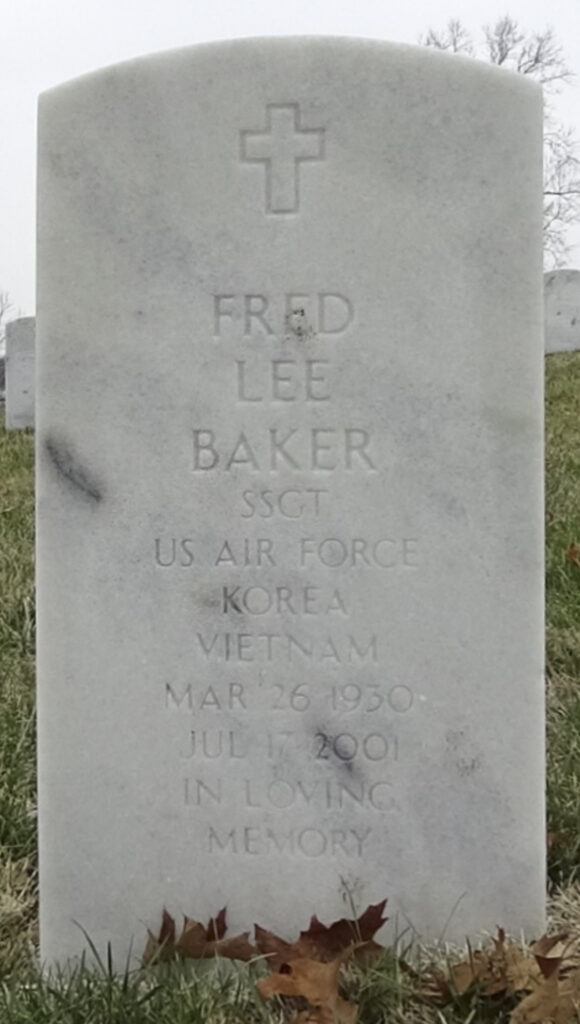 FRED
LEE
BAKER
SSGT
US AIR FORCE
KOREA
VIETNAM
MAR 26 1930
JUL 17 2001
IN LOVING
MEMORY